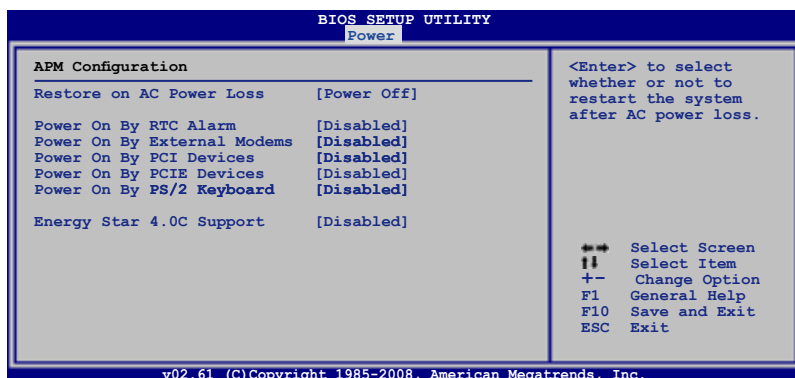 BIOS SETUP UTILITY
Power
APM Configuration
Restore on AC Power Loss [Power Off]
Power On By RTC Alarm [Disabled]
Power On By External Modems [Disabled]
Power On By PCI Devices [Disabled]
Power On By PCIE Devices [Disabled]
Power On By PS/2 Keyboard [Disabled]
Energy Star 4.0C Support [Disabled]
<Enter> to select
whether or not to
restart the system
after AC power loss.
Select Screen
Select Item
+- Change Option
F1 General Help
F10 Save and Exit
ESC Exit
v02.61 (C)Copyright 1985-2008, American Megatrends, Inc.